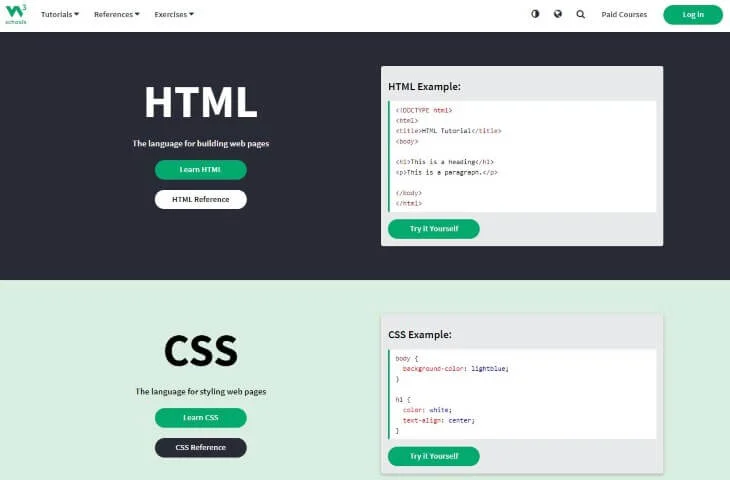 W3
schools
Tutorials
References
Exercises
Paid Courses
Log in
HTML
The language for building web pages
Learn HTML
HTML Reference
HTML Example:
<!DOCTYPE html>
<html>
<title>HTML Tutorial</title>
<body>
<h1>This is a heading</h1>
<p>This is a paragraph.</p>
</body>
</html>
Try it Yourself
CSS
The language for styling web pages
Learn CSS
CSS Reference
CSS Example:
body {
  background-color: lightblue;
}
h1 {
  color: white;
  text-align: center;
}
Try it Yourself